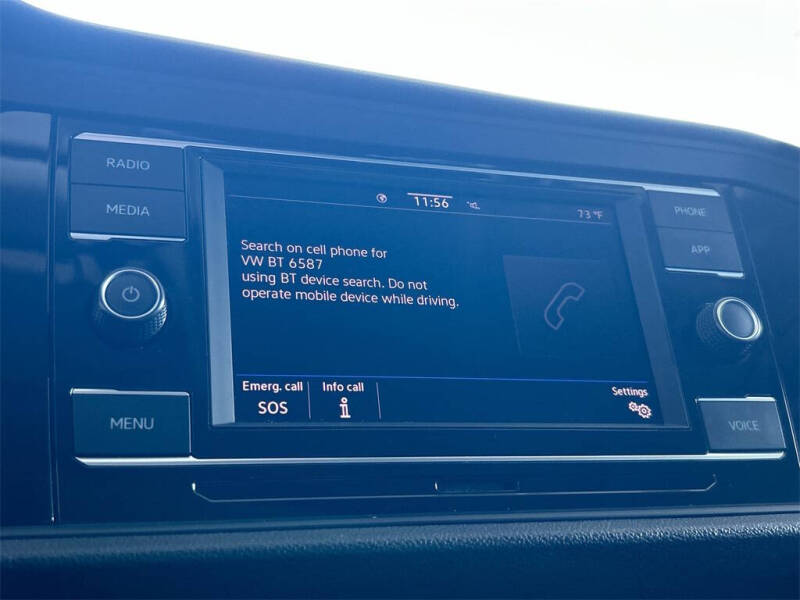 RADIO
MEDIA
MENU
11:56
73 °F
Search on cell phone for
VW BT 6587
using BT device search. Do not
operate mobile device while driving.
Emerg. call
SOS
Info call
i
Settings
PHONE
APP
VOICE